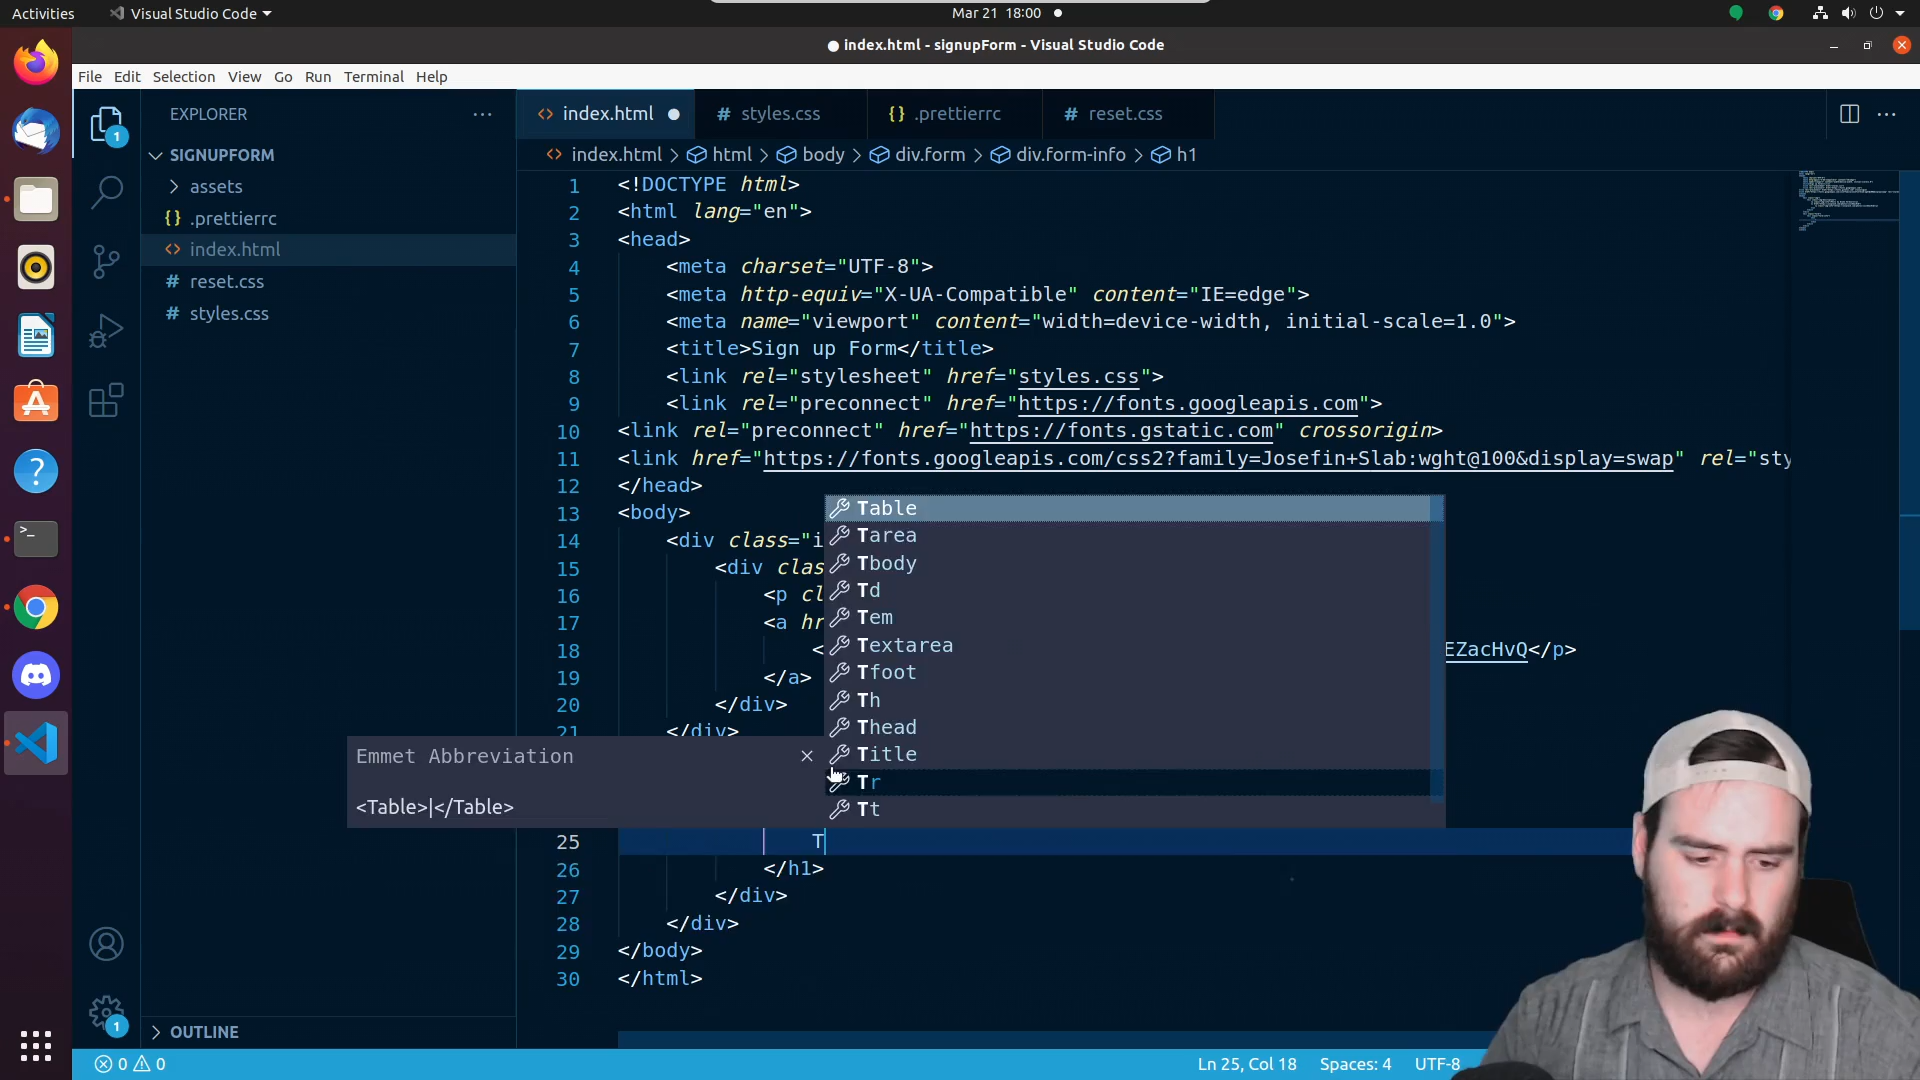 Activities
Visual Studio Code
Mar 21 18:00
● index.html - signupForm - Visual Studio Code
File Edit Selection View Go Run Terminal Help
EXPLORER
index.html
# styles.css
{} .prettierrc
# reset.css
index.html > html > body > div.form > div.form-info > h1
SIGNUPFORM
assets
{} .prettierrc
<> index.html
# reset.css
# styles.css
1 <!DOCTYPE html>
2 <html lang="en">
3 <head>
4 <meta charset="UTF-8">
5 <meta http-equiv="X-UA-Compatible" content="IE=edge">
6 <meta name="viewport" content="width=device-width, initial-scale=1.0">
7 <title>Sign up Form</title>
8 <link rel="stylesheet" href="styles.css">
9 <link rel="preconnect" href="https://fonts.googleapis.com">
10 <link rel="preconnect" href="https://fonts.gstatic.com" crossorigin>
11 <link href="https://fonts.googleapis.com/css2?family=Josefin+Slab:wght@100&display=swap" rel="sty
12 </head>
13 <body>
14 <div class="i
15 <div clas
16 <p cl
17 <a hr
18 < EZacHvQ</p>
19 </a>
20 </div>
21 </div>
Table
Tarea
Tbody
Td
Tem
Textarea
Tfoot
Th
Thead
Title
Tr
Tt
Emmet Abbreviation ×
<Table>|</Table>
25 T
26 </h1>
27 </div>
28 </div>
29 </body>
30 </html>
1
1
OUTLINE
0 0
Ln 25, Col 18 Spaces: 4 UTF-8